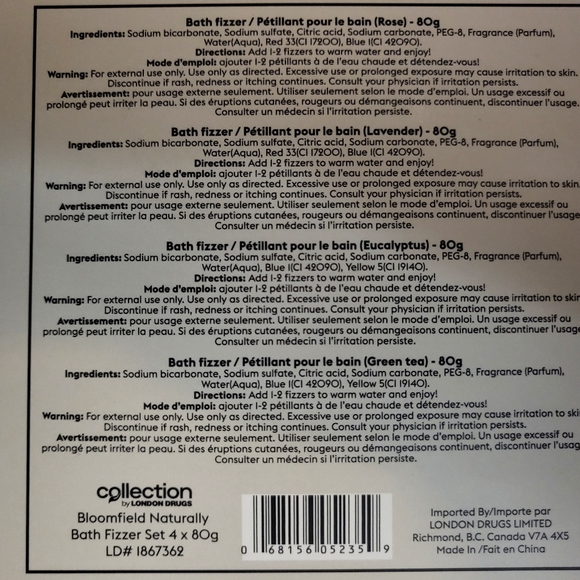 Bath fizzer / Pétillant pour le bain (Rose) - 80g
Ingredients: Sodium bicarbonate, Sodium sulfate, Citric acid, Sodium carbonate, PEG-8, Fragrance (Parfum),
Water(Aqua), Red 33(CI 17200), Blue 1(CI 42090).
Directions: Add 1-2 fizzers to warm water and enjoy!
Mode d'emploi: ajouter 1-2 pétillants à de l'eau chaude et détendez-vous!
Warning: For external use only. Use only as directed. Excessive use or prolonged exposure may cause irritation to skin.
Discontinue if rash, redness or itching continues. Consult your physician if irritation persists.
Avertissement: pour usage externe seulement. Utiliser seulement selon le mode d'emploi. Un usage excessif ou
prolongé peut irriter la peau. Si des éruptions cutanées, rougeurs ou démangeaisons continuent, discontinuer l'usage.
Consulter un médecin si l'irritation persiste.
Bath fizzer / Pétillant pour le bain (Lavender) - 80g
Ingredients: Sodium bicarbonate, Sodium sulfate, Citric acid, Sodium carbonate, PEG-8, Fragrance (Parfum),
Water(Aqua), Red 33(CI 17200), Blue 1(CI 42090).
Directions: Add 1-2 fizzers to warm water and enjoy!
Mode d'emploi: ajouter 1-2 pétillants à de l'eau chaude et détendez-vous!
Warning: For external use only. Use only as directed. Excessive use or prolonged exposure may cause irritation to skin.
Discontinue if rash, redness or itching continues. Consult your physician if irritation persists.
Avertissement: pour usage externe seulement. Utiliser seulement selon le mode d'emploi. Un usage excessif ou
prolongé peut irriter la peau. Si des éruptions cutanées, rougeurs ou démangeaisons continuent, discontinuer l'usage
Consulter un médecin si l'irritation persiste.
Bath fizzer / Pétillant pour le bain (Eucalyptus) - 80g
Ingredients: Sodium bicarbonate, Sodium sulfate, Citric acid, Sodium carbonate, PEG-8, Fragrance (Parfum),
Water(Aqua), Blue 1(CI 42090), Yellow 5(CI 19140).
Directions: Add 1-2 fizzers to warm water and enjoy!
Mode d'emploi: ajouter 1-2 pétillants à de l'eau chaude et détendez-vous!
Warning: For external use only. Use only as directed. Excessive use or prolonged exposure may cause irritation to skin
Discontinue if rash, redness or itching continues. Consult your physician if irritation persists.
Avertissement: pour usage externe seulement. Utiliser seulement selon le mode d'emploi. Un usage excessif ou
prolongé peut irriter la peau. Si des éruptions cutanées, rougeurs ou démangeaisons continuent, discontinuer l'usage
Consulter un médecin si l'irritation persiste.
Bath fizzer / Pétillant pour le bain (Green tea) - 80g
Ingredients: Sodium bicarbonate, Sodium sulfate, Citric acid, Sodium carbonate, PEG-8, Fragrance (Parfum),
Water(Aqua), Blue 1(CI 42090), Yellow 5(CI 19140).
Directions: Add 1-2 fizzers to warm water and enjoy!
Mode d'emploi: ajouter 1-2 pétillants à de l'eau chaude et détendez-vous!
Warning: For external use only. Use only as directed. Excessive use or prolonged exposure may cause irritation to skin
Discontinue if rash, redness or itching continues. Consult your physician if irritation persists.
Avertissement: pour usage externe seulement. Utiliser seulement selon le mode d'emploi. Un usage excessif ou
prolongé peut irriter la peau. Si des éruptions cutanées, rougeurs ou démangeaisons continuent, discontinuer l'usage
Consulter un médecin si l'irritation persiste.
collection
by LONDON DRUGS
Bloomfield Naturally
Bath Fizzer Set 4 x 80g
LD# 1867362
0 68156 05235 9
Imported By/Importe par
LONDON DRUGS LIMITED
Richmond, B.C. Canada V7A 4X5
Made In /Fait en China